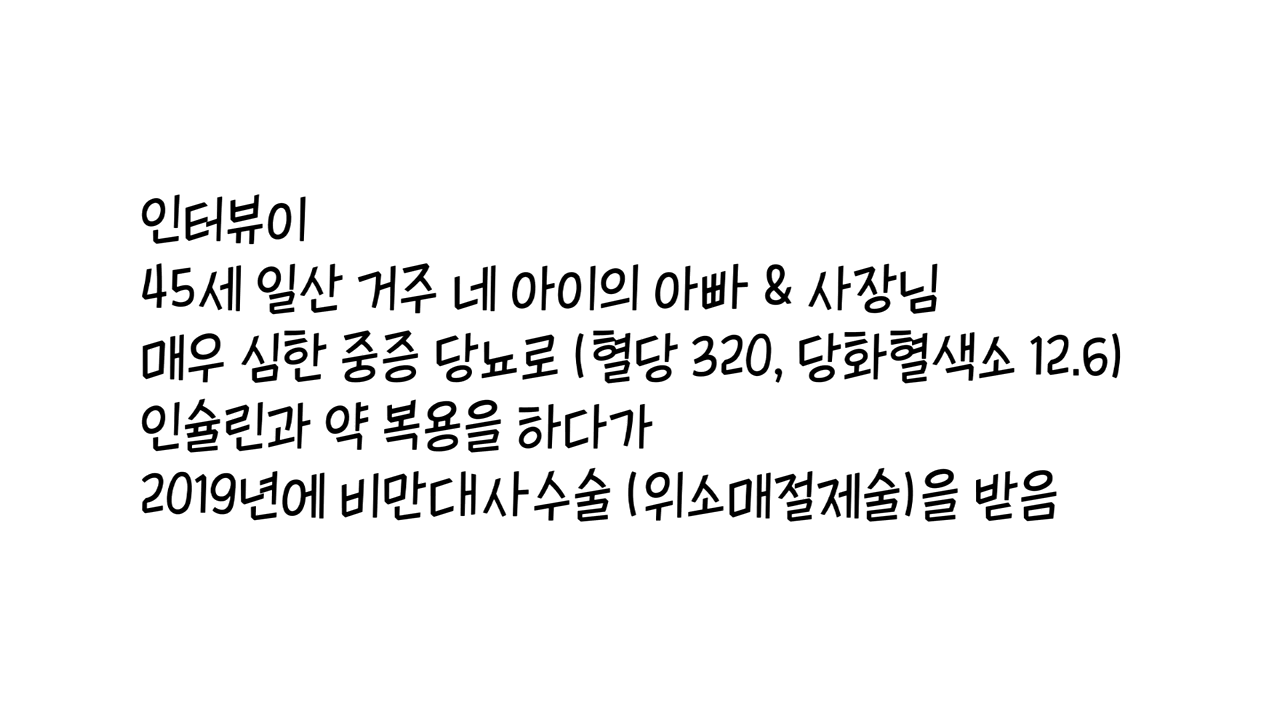 인터뷰이
45세 일산 거주 네 아이의 아빠 & 사장님
매우 심한 중증 당뇨로 (혈당 320, 당화혈색소 12.6)
인슐린과 약 복용을 하다가
2019년에 비만대사수술 (위소매절제술)을 받음